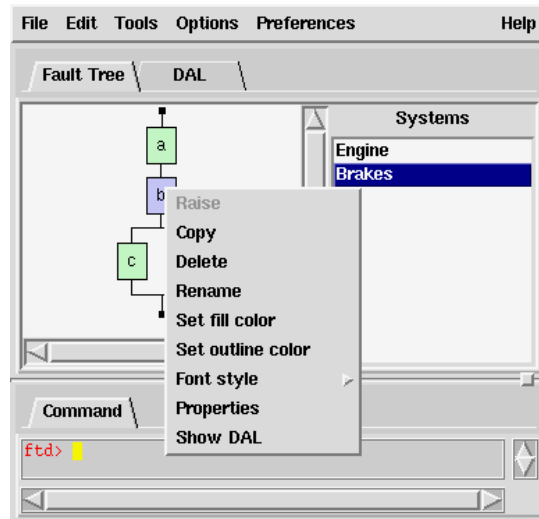 File Edit Tools Options Preferences Help
Fault Tree DAL
Systems
Engine
Brakes
a
b
c
Raise
Copy
Delete
Rename
Set fill color
Set outline color
Font style
Properties
Show DAL
Command
ftd>